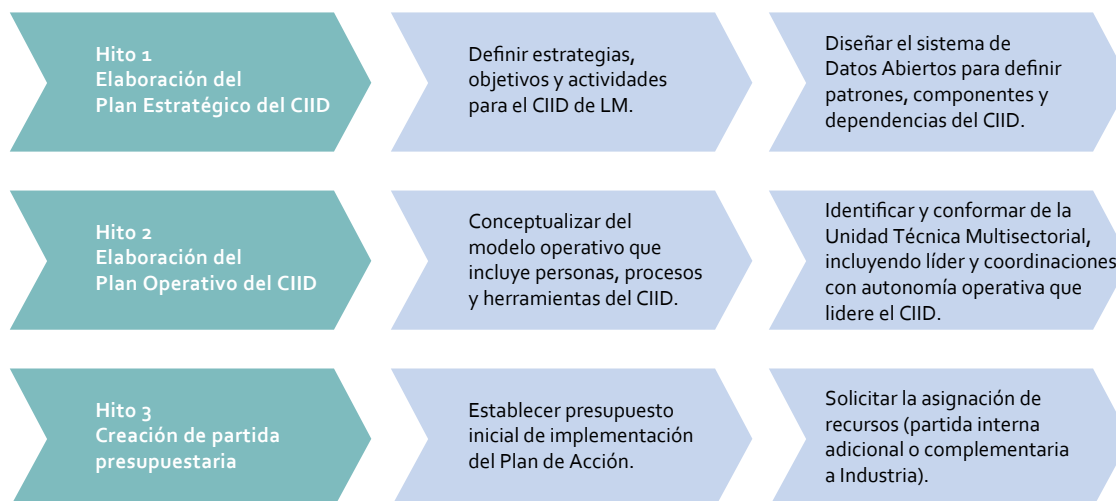 Hito 1
Elaboración del
Plan Estratégico del CIID
Definir estrategias,
objetivos y actividades
para el CIID de LM.
Diseñar el sistema de
Datos Abiertos para definir
patrones, componentes y
dependencias del CIID.
Hito 2
Elaboración del
Plan Operativo del CIID
Conceptualizar del
modelo operativo que
incluye personas, procesos
y herramientas del CIID.
Identificar y conformar de la
Unidad Técnica Multisectorial,
incluyendo líder y coordinaciones
con autonomía operativa que
lidere el CIID.
Hito 3
Creación de partida
presupuestaria
Establecer presupuesto
inicial de implementación
del Plan de Acción.
Solicitar la asignación de
recursos (partida interna
adicional o complementaria
a Industria).